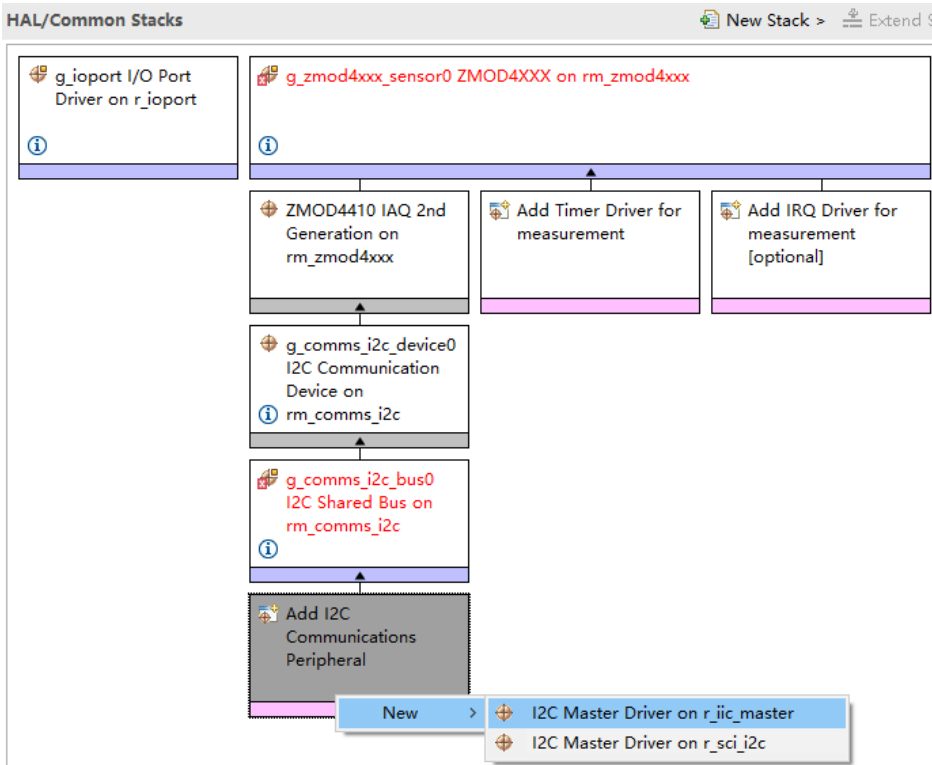 HAL/Common Stacks
New Stack >
Extend S
g_ioport I/O Port
Driver on r_ioport
g_zmod4xxx_sensor0 ZMOD4XXX on rm_zmod4xxx
ZMOD4410 IAQ 2nd
Generation on
rm_zmod4xxx
Add Timer Driver for
measurement
Add IRQ Driver for
measurement
[optional]
g_comms_i2c_device0
I2C Communication
Device on
rm_comms_i2c
g_comms_i2c_bus0
I2C Shared Bus on
rm_comms_i2c
Add I2C
Communications
Peripheral
New >
I2C Master Driver on r_iic_master
I2C Master Driver on r_sci_i2c